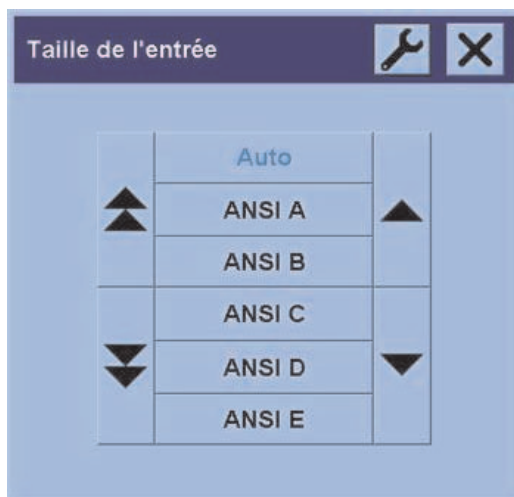 Taille de l'entrée
Auto
ANSI A
ANSI B
ANSI C
ANSI D
ANSI E